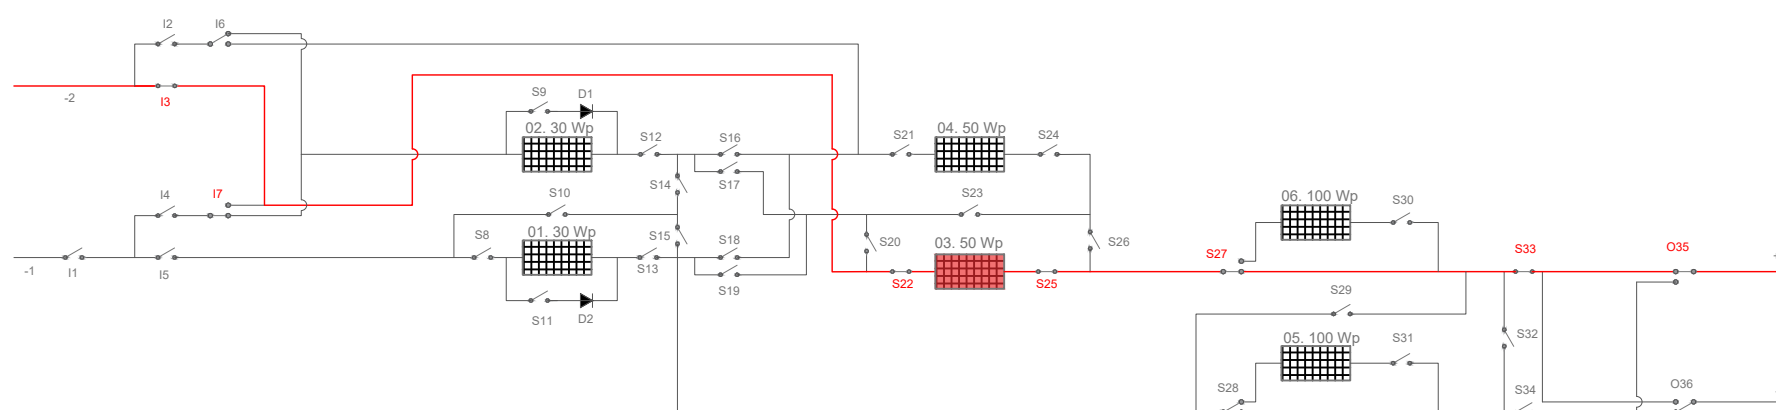 I2
I6
-2
I3
S9
D1
02. 30 Wp
S12
S16
S21
04. 50 Wp
S24
S14
S17
I4
I7
S10
S23
06. 100 Wp
S30
-1
I1
I5
S8
01. 30 Wp
S15
S13
S18
S19
S20
03. 50 Wp
S26
S22
S25
S27
S33
O35
S11
D2
S29
S32
05. 100 Wp
S31
S28
S34
O36